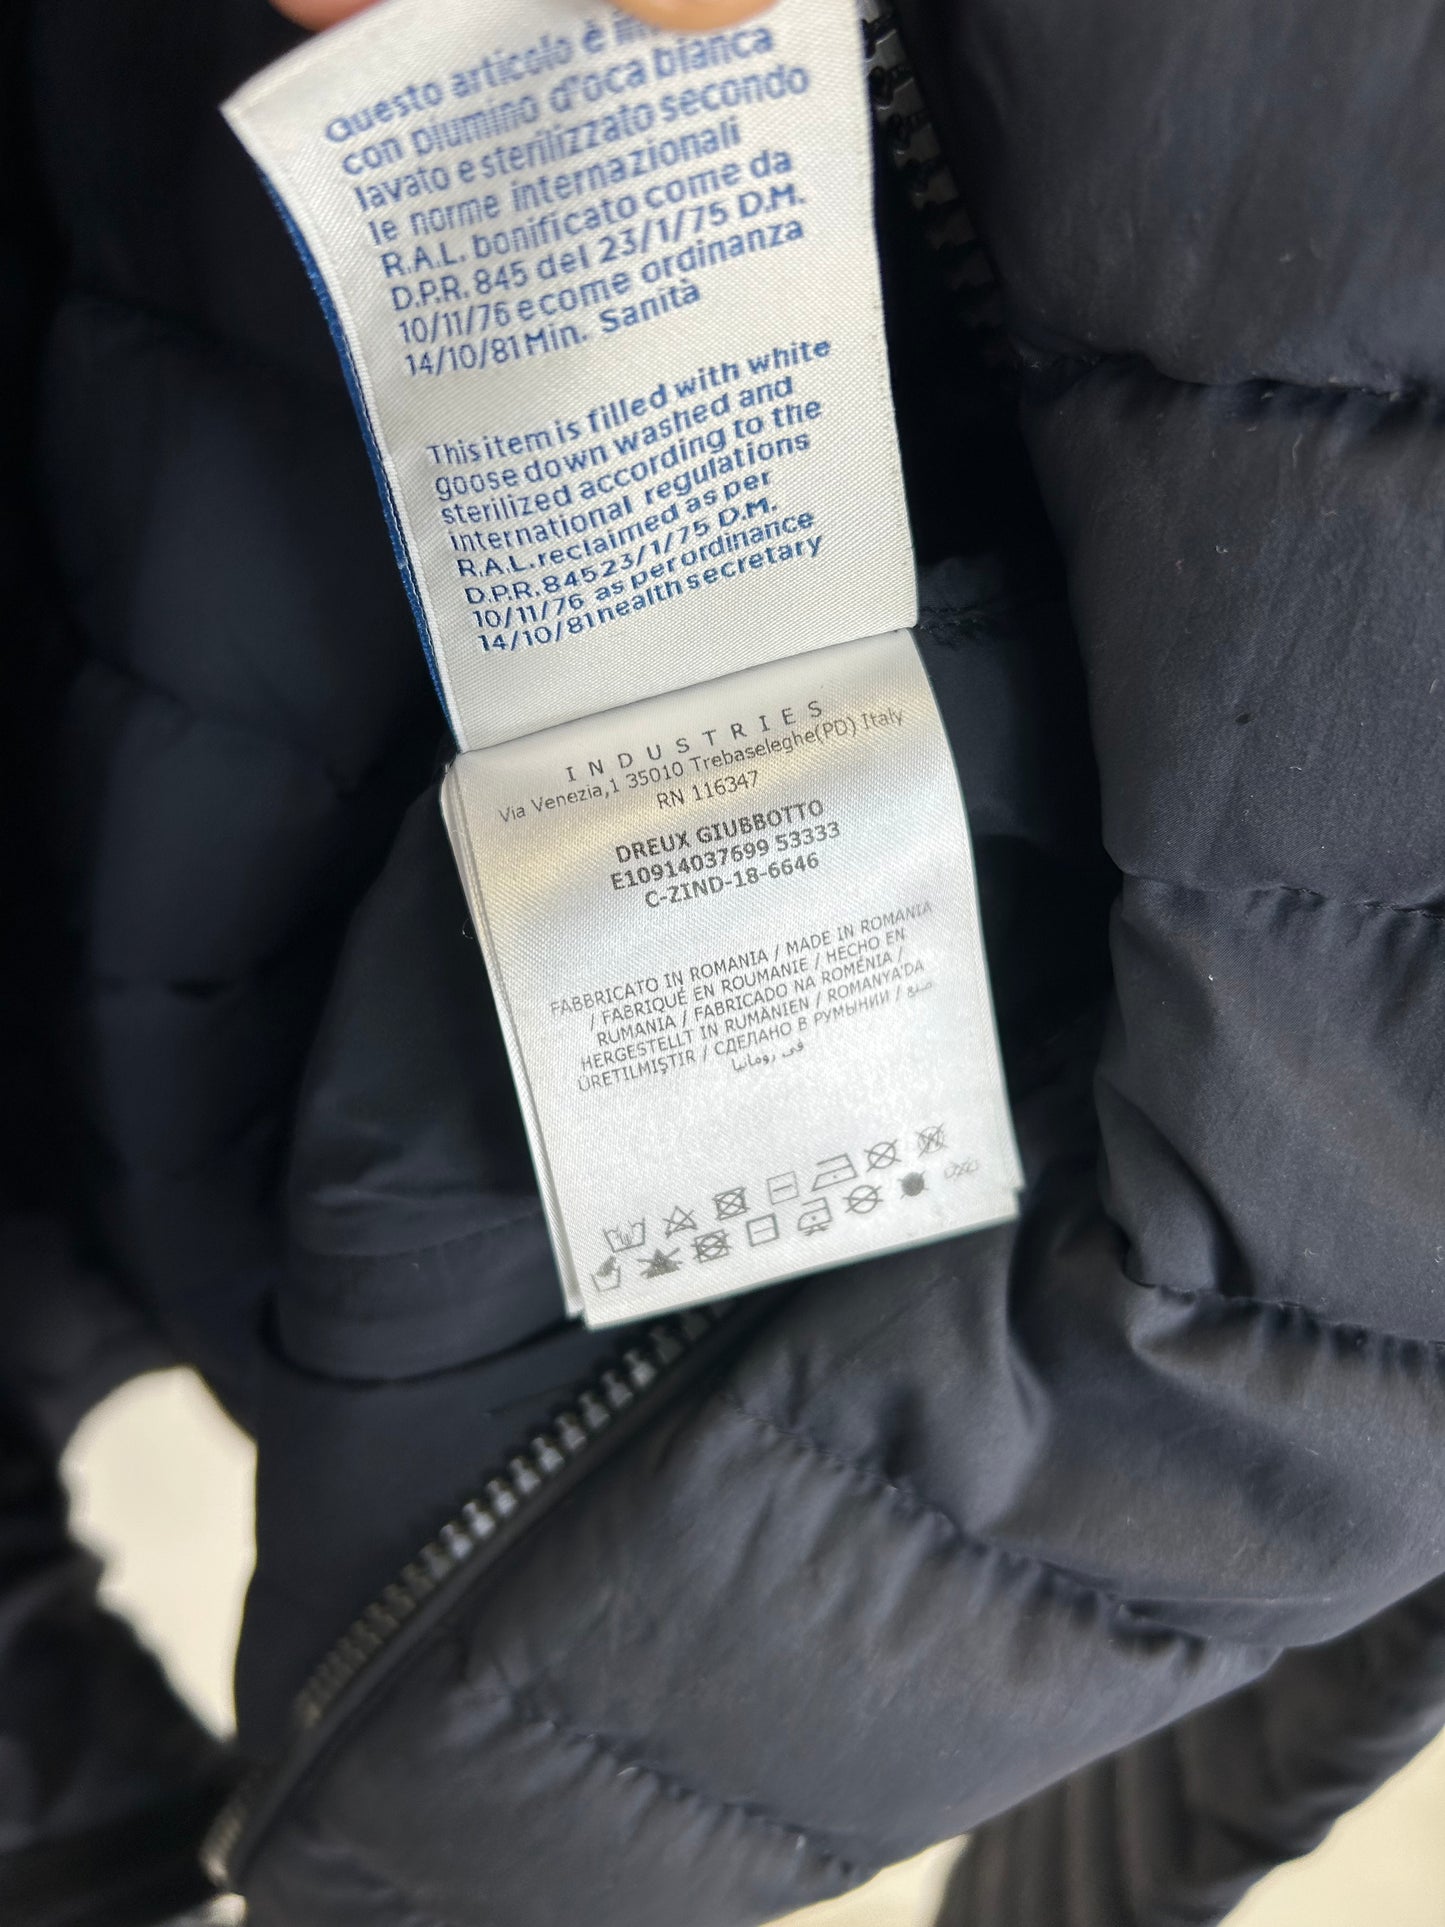 Questo articolo è
con piumino d'oca bianca
lavato e sterilizzato secondo
le norme internazionali
R.A.L. bonificato come da
D.P.R. 845 del 23/1/75 D.M.
10/11/76 e come ordinanza
14/10/81 Min. Sanità
This item is filled with white
goose down washed and
sterilized according to the
international regulations
R.A.L. reclaimed as per
D.P.R. 845 23/1/75 D.M.
10/11/76 as per ordinance
14/10/81 health secretary
INDUSTRIES
Via Venezia,1 35010 Trebaseleghe(PD) Italy
RN 116347
DREUX GIUBBOTTO
E10914037699 53333
C-ZIND-18-6646
FABBRICATO IN ROMANIA / MADE IN ROMANIA
/ FABRIQUÉ EN ROUMANIE / HECHO EN
RUMANIA / FABRICADO NA ROMÉNIA /
HERGESTELLT IN RUMÄNIEN / ROMANYA'DA
ÜRETILMIŞTIR / СДЕЛАНО В РУМЫНИИ / صنع
في رومانيا